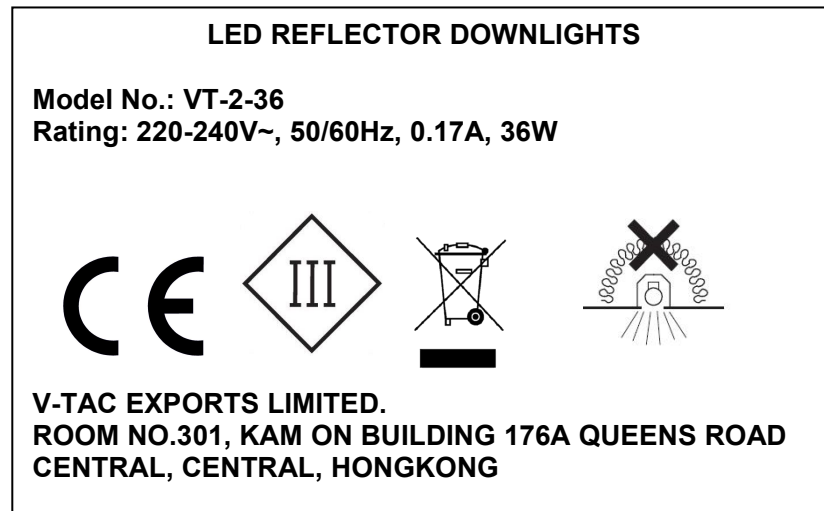 LED REFLECTOR DOWNLIGHTS
Model No.: VT-2-36
Rating: 220-240V~, 50/60Hz, 0.17A, 36W
CE III
V-TAC EXPORTS LIMITED.
ROOM NO.301, KAM ON BUILDING 176A QUEENS ROAD
CENTRAL, CENTRAL, HONGKONG